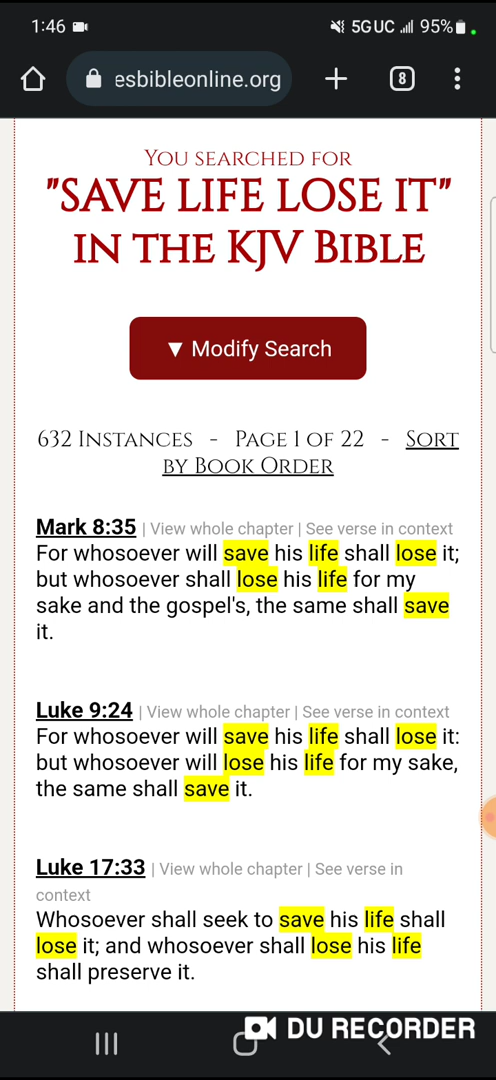 1:46
5GUC 95%
esbibleonline.org
8
You searched for
"SAVE LIFE LOSE IT"
in the KJV Bible
▼ Modify Search
632 Instances - Page 1 of 22 - Sort
by Book Order
Mark 8:35 | View whole chapter | See verse in context
For whosoever will save his life shall lose it;
but whosoever shall lose his life for my
sake and the gospel's, the same shall save
it.
Luke 9:24 | View whole chapter | See verse in context
For whosoever will save his life shall lose it:
but whosoever will lose his life for my sake,
the same shall save it.
Luke 17:33 | View whole chapter | See verse in
context
Whosoever shall seek to save his life shall
lose it; and whosoever shall lose his life
shall preserve it.
DU RECORDER